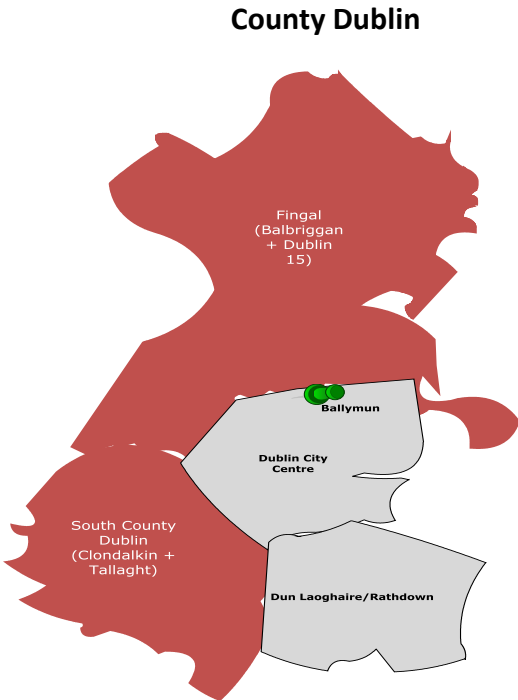 County Dublin
Fingal
(Balbriggan
+ Dublin
15)
Ballymun
Dublin City
Centre
South County
Dublin
(Clondalkin +
Tallaght)
Dun Laoghaire/Rathdown